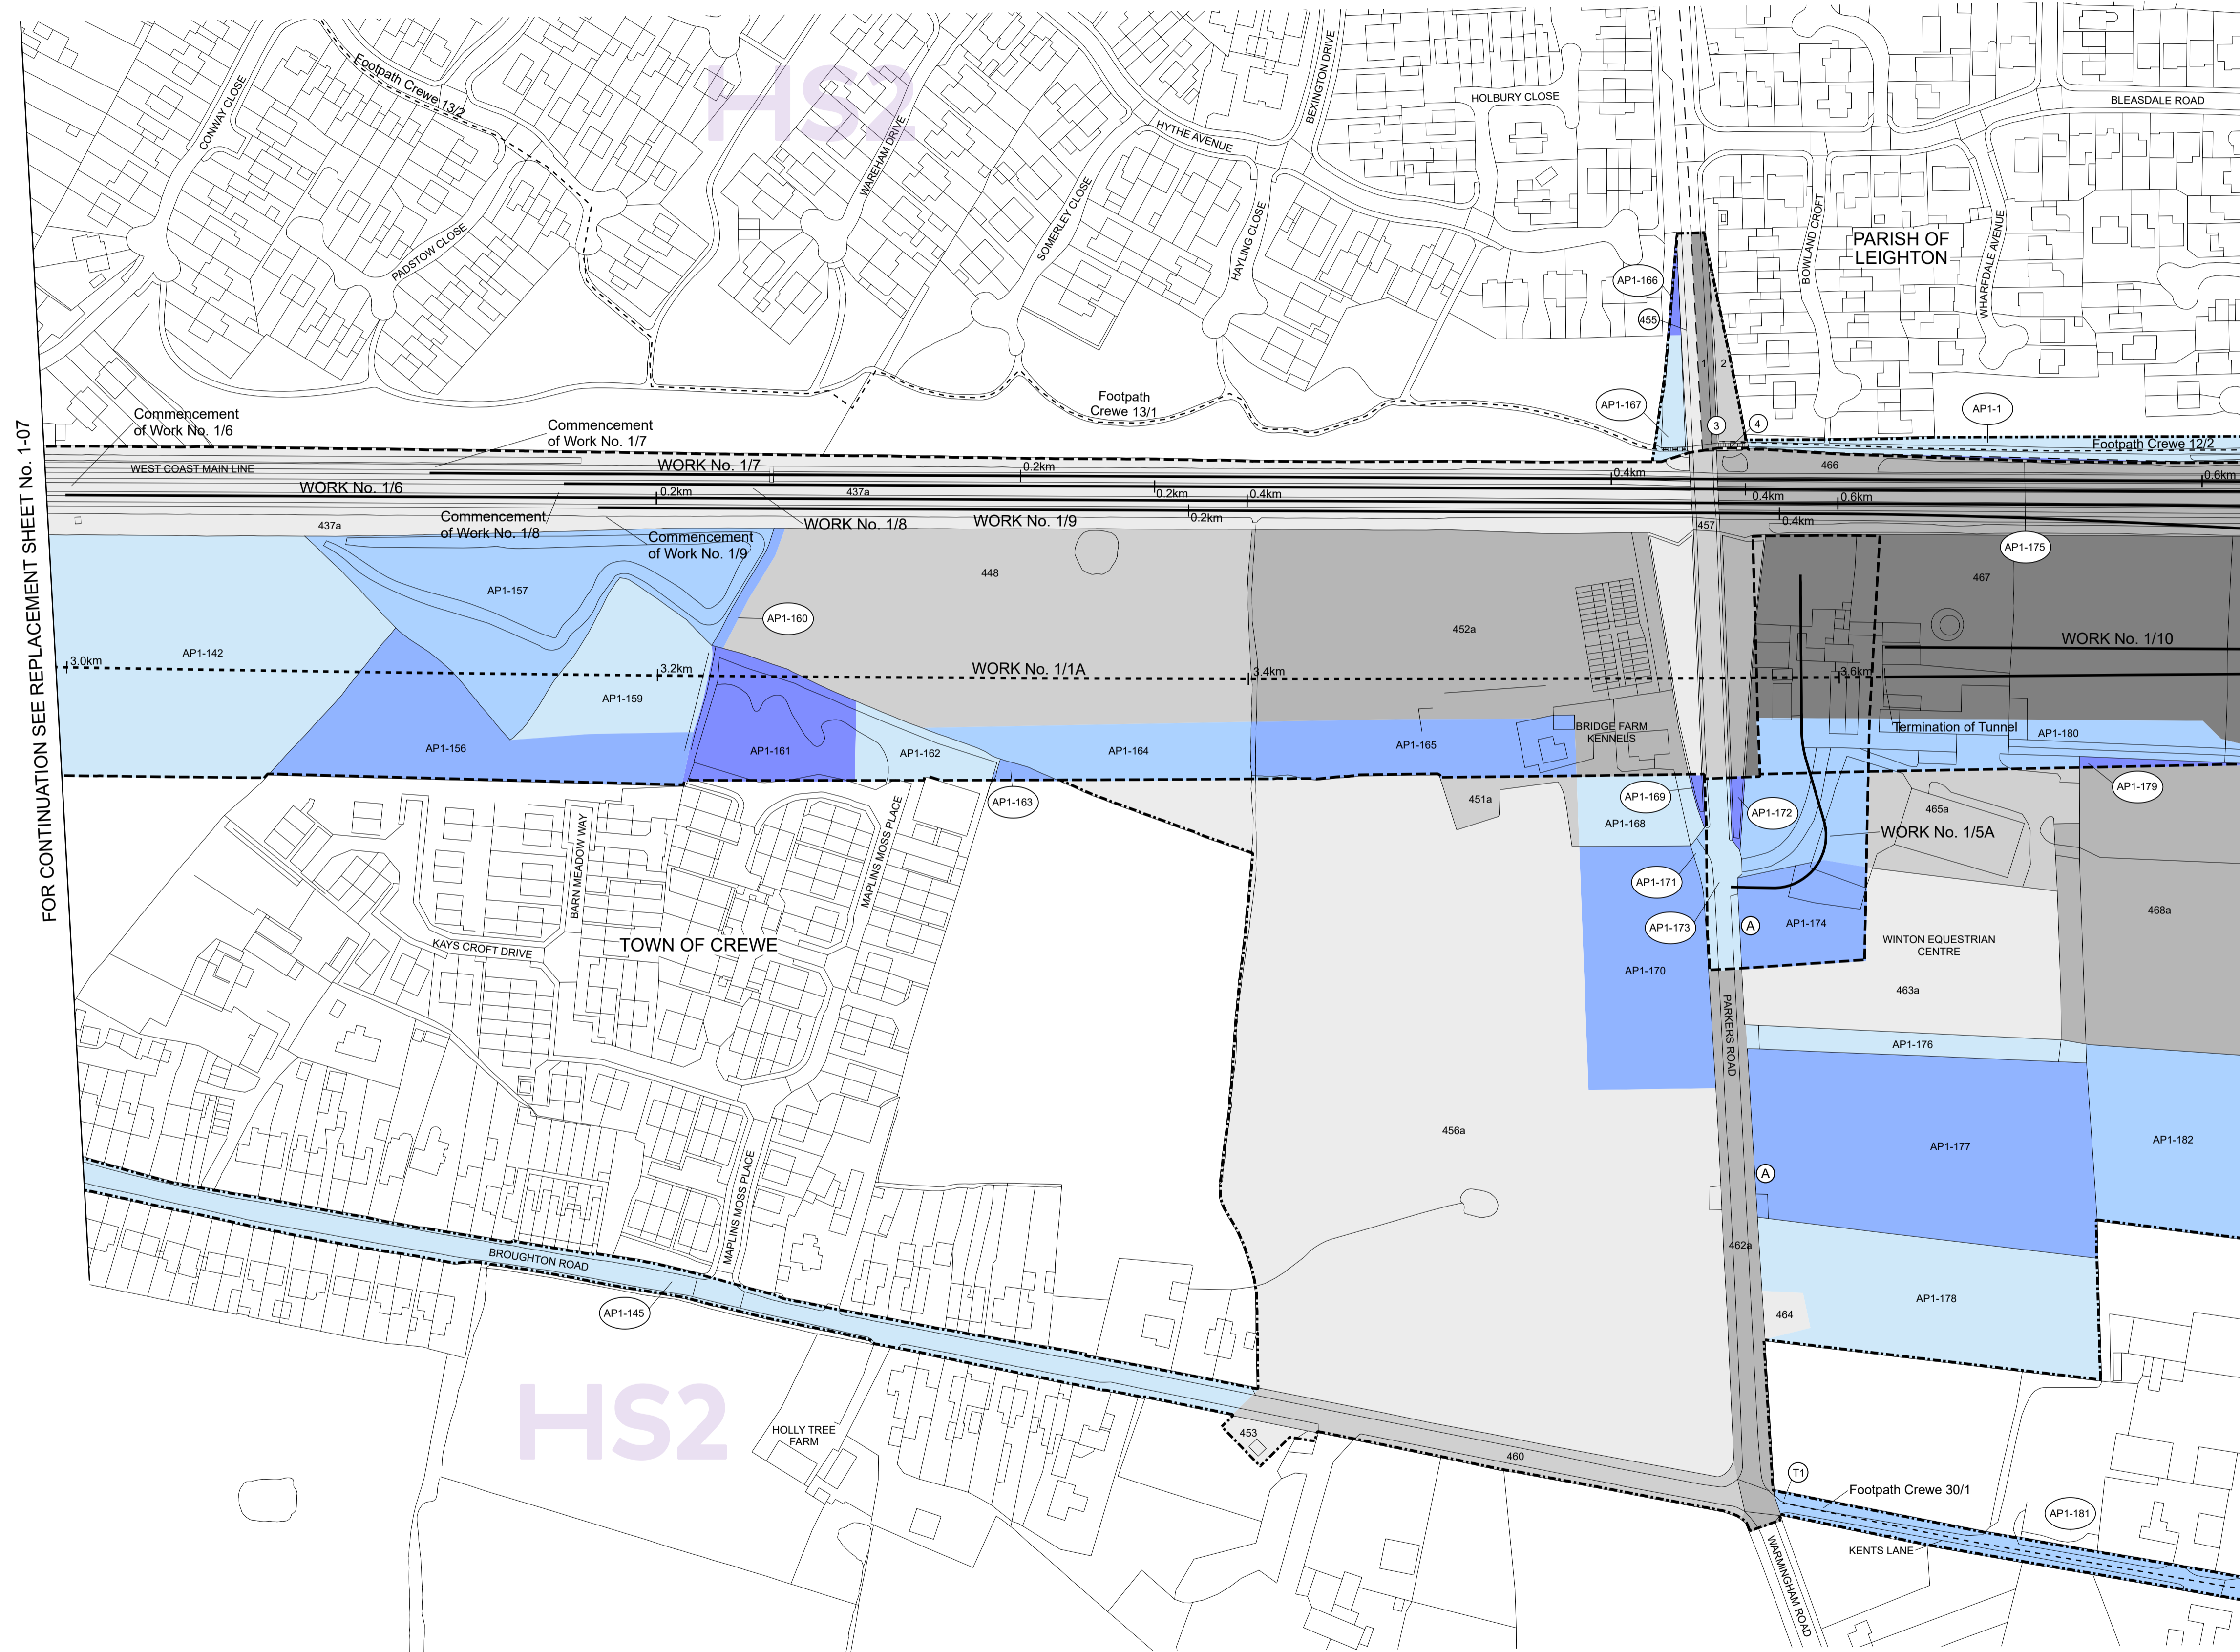 HS2
CONWAY CLOSE
Footpath Crewe 13/2
PADSTOW CLOSE
WAREHAM DRIVE
SOMERLEY CLOSE
HYTHE AVENUE
HAYLING CLOSE
BEXINGTON DRIVE
HOLBURY CLOSE
BLEASDALE ROAD
BOWLAND CROFT
WHARFDALE AVENUE
PARISH OF
LEIGHTON
AP1-166
455
1
2
AP1-167
3
4
AP1-1
Footpath Crewe 12/2
Footpath
Crewe 13/1
FOR CONTINUATION SEE REPLACEMENT SHEET No. 1-07
Commencement
of Work No. 1/6
Commencement
of Work No. 1/7
WEST COAST MAIN LINE
WORK No. 1/7
0.2km
0.4km
466
0.6km
WORK No. 1/6
0.2km
437a
0.2km
0.4km
0.4km
0.6km
437a
Commencement
of Work No. 1/8
WORK No. 1/8
WORK No. 1/9
0.2km
457
0.4km
Commencement
of Work No. 1/9
AP1-175
AP1-157
448
467
AP1-160
452a
AP1-142
3.0km
3.2km
WORK No. 1/1A
3.4km
3.6km
WORK No. 1/10
AP1-159
AP1-156
AP1-161
AP1-162
AP1-164
AP1-165
BRIDGE FARM
KENNELS
Termination of Tunnel
AP1-180
AP1-163
451a
AP1-169
AP1-168
AP1-172
465a
AP1-179
WORK No. 1/5A
AP1-171
AP1-173
A
AP1-174
468a
BARN MEADOW WAY
MAPLINS MOSS PLACE
KAYS CROFT DRIVE
TOWN OF CREWE
WINTON EQUESTRIAN
CENTRE
AP1-170
463a
PARKERS ROAD
AP1-176
456a
AP1-177
AP1-182
A
MAPLINS MOSS PLACE
462a
BROUGHTON ROAD
AP1-145
AP1-178
464
HS2
HOLLY TREE
FARM
453
460
T1
Footpath Crewe 30/1
AP1-181
KENTS LANE
WARMINGHAM ROAD